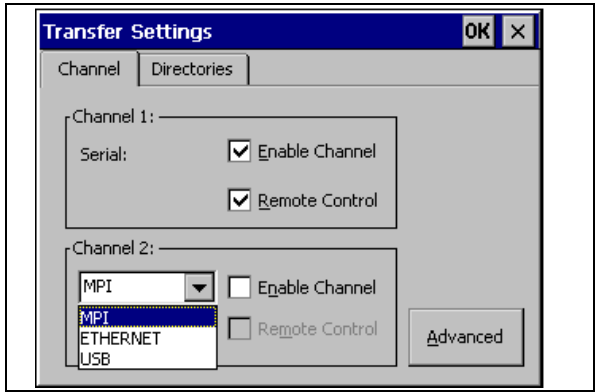 Transfer Settings OK ×
Channel Directories
Channel 1:
Serial: Enable Channel
Remote Control
Channel 2:
MPI Enable Channel
MPI
ETHERNET Remote Control
USB
Advanced